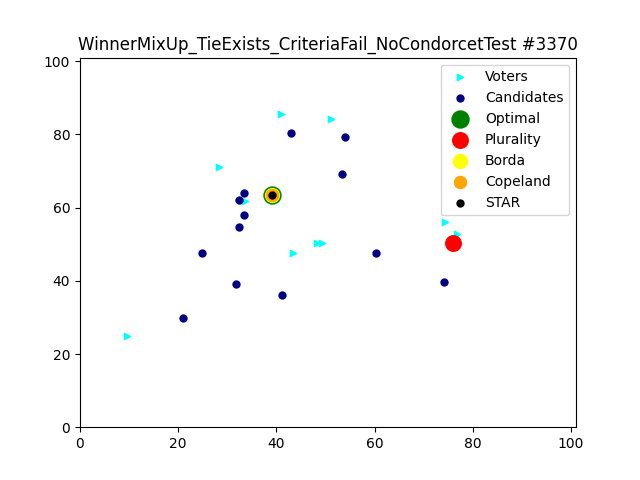 WinnerMixUp_TieExists_CriteriaFail_NoCondorcetTest #3370
100
80
60
40
20
0
0 20 40 60 80 100
Voters
Candidates
Optimal
Plurality
Borda
Copeland
STAR